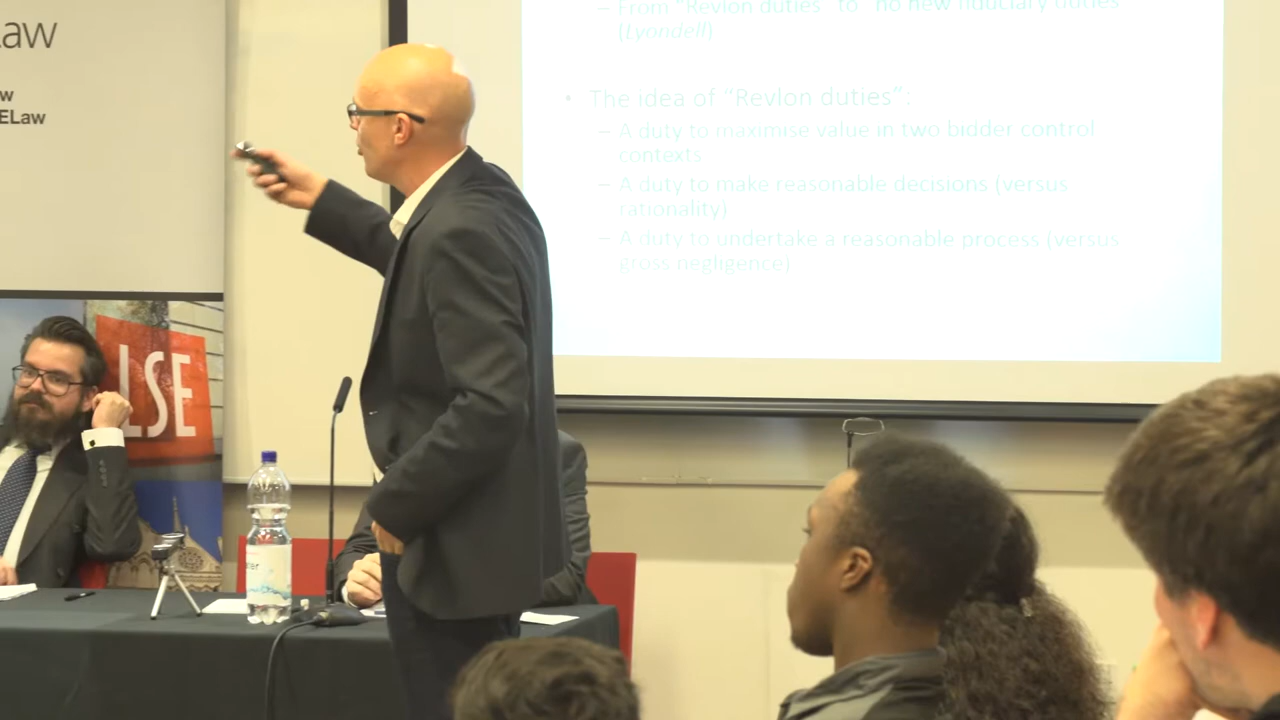 aw
w
ELaw
LSE
– From "Revlon duties" to "no new fiduciary duties"
(Lyondell)
• The idea of "Revlon duties":
– A duty to maximise value in two bidder control
contexts
– A duty to make reasonable decisions (versus
rationality)
– A duty to undertake a reasonable process (versus
gross negligence)